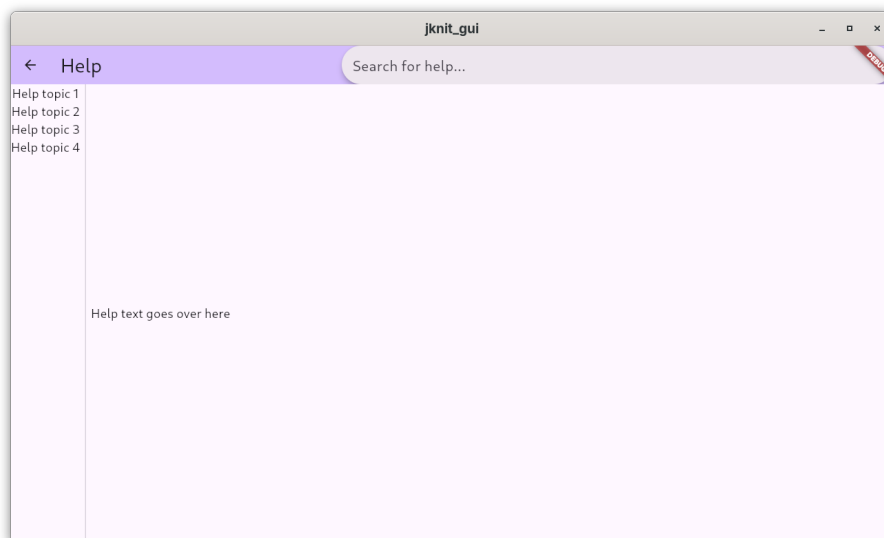 jknit_gui
Help
Search for help...
DEBUG
Help topic 1
Help topic 2
Help topic 3
Help topic 4
Help text goes over here